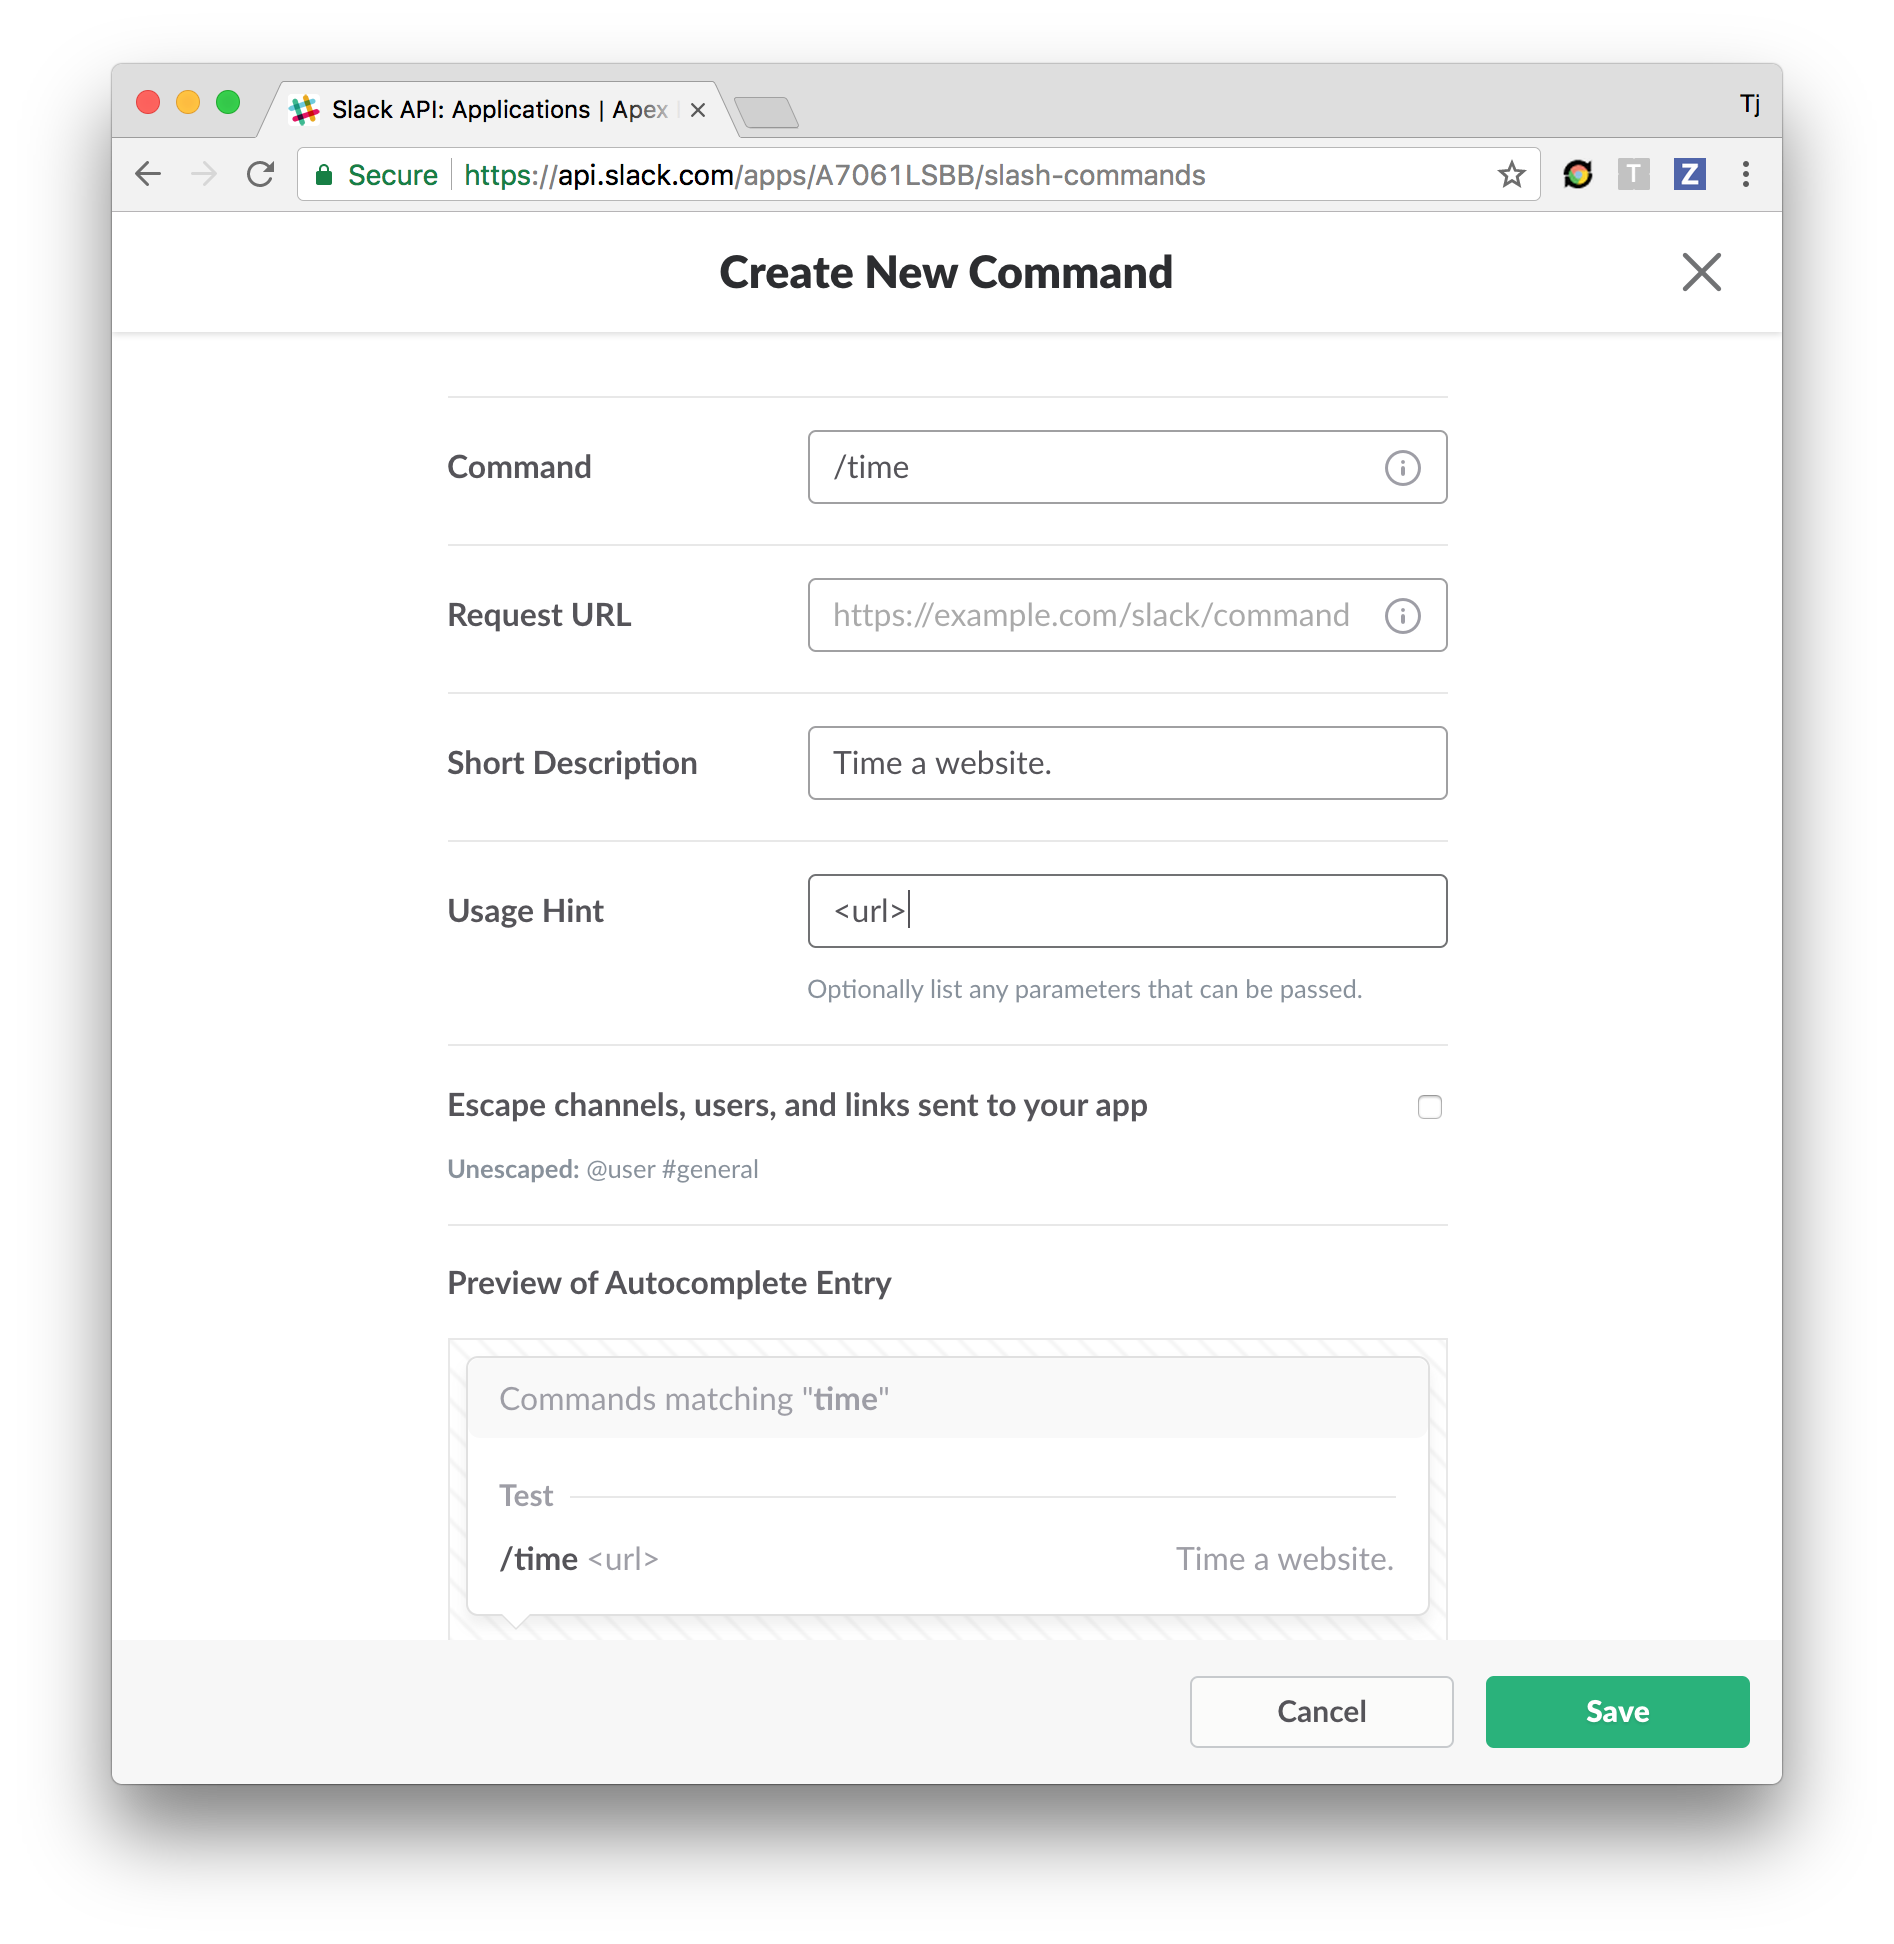 Slack API: Applications | Apex
Tj
Secure https://api.slack.com/apps/A7061LSBB/slash-commands
T
Z
Create New Command
Command
/time
Request URL
https://example.com/slack/command
Short Description
Time a website.
Usage Hint
<url>
Optionally list any parameters that can be passed.
Escape channels, users, and links sent to your app
Unescaped: @user #general
Preview of Autocomplete Entry
Commands matching "time"
Test
/time <url> Time a website.
Cancel
Save